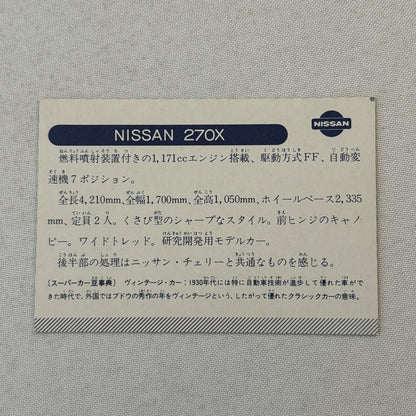 NISSAN 270X
NISSAN
燃料噴射装置付きの1,171ccエンジン搭載、駆動方式FF、自動変
速機7ポジション。
全長4,210mm、全幅1,700mm、全高1,050mm、ホイールベース2,335
mm、定員2人。くさび型のシャープなスタイル。前ヒンジのキャノ
ピー。ワイドトレッド。研究開発用モデルカー。
後半部の処理はニッサン・チェリーと共通なものを感じる。
〔スーパーカー豆事典〕 ヴィンテージ・カー：1930年代には特に自動車技術が進歩して優れた車がで
きた時代で、外国ではブドウの秀作の年をヴィンテージという、したがって優れたクラシックカーの意味。